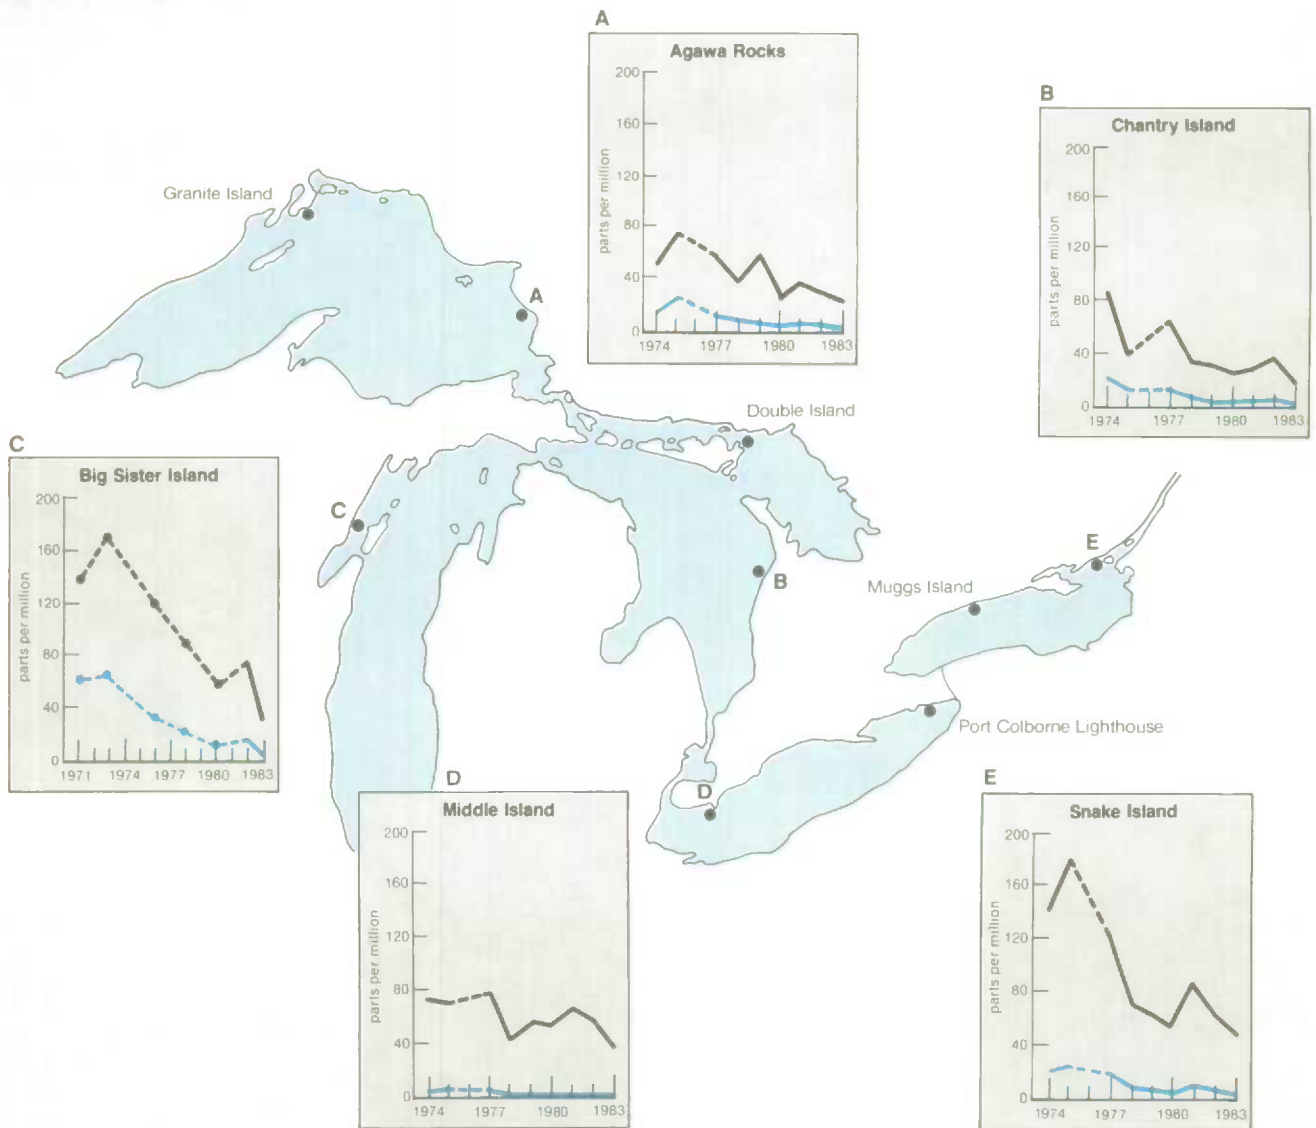 A
Agawa Rocks
200
160
120
80
40
0
parts per million
1974 1977 1980 1983
B
Chantry Island
200
160
120
80
40
0
parts per million
1974 1977 1980 1983
Granite Island
A
Double Island
C
Big Sister Island
200
160
120
80
40
0
parts per million
1971 1974 1977 1980 1983
C
B
E
Muggs Island
Port Colborne Lighthouse
D
D
Middle Island
200
160
120
80
40
0
parts per million
1974 1977 1980 1983
E
Snake Island
200
160
120
80
40
0
parts per million
1974 1977 1980 1983